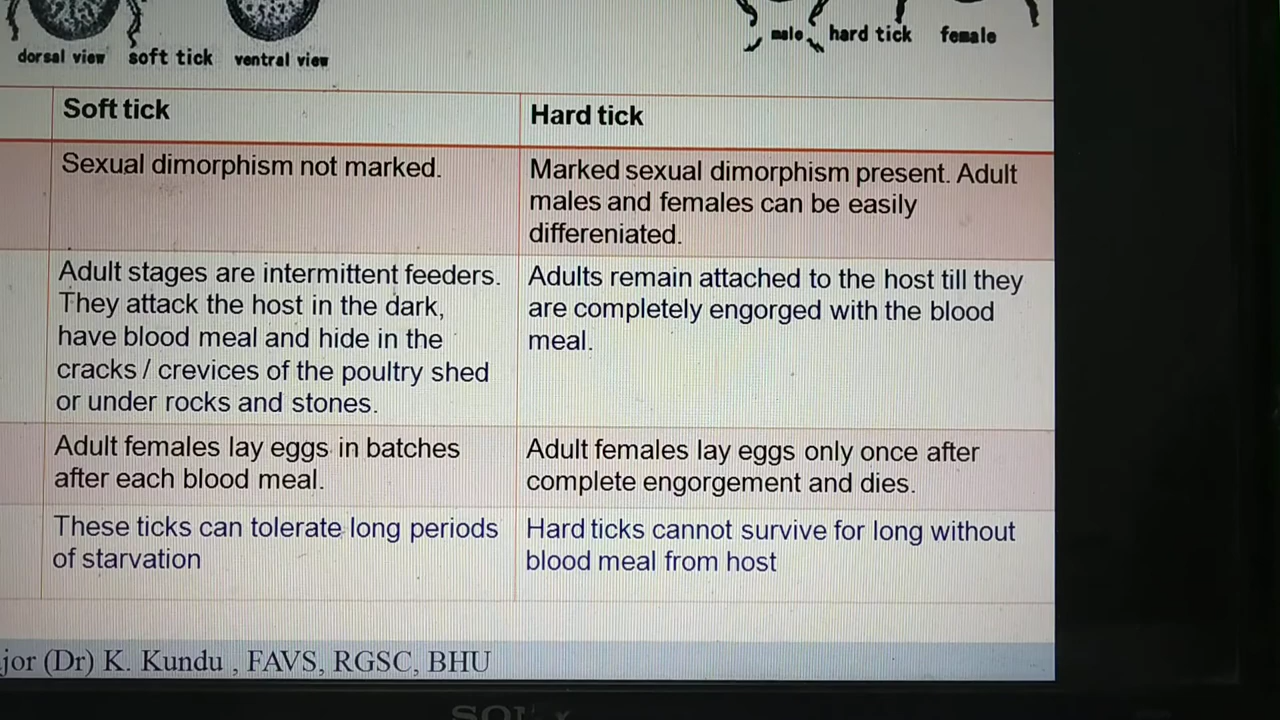 dorsal view soft tick ventral view
male hard tick female
Soft tick
Hard tick
Sexual dimorphism not marked.
Marked sexual dimorphism present. Adult
males and females can be easily
differeniated.
Adult stages are intermittent feeders.
They attack the host in the dark,
have blood meal and hide in the
cracks / crevices of the poultry shed
or under rocks and stones.
Adults remain attached to the host till they
are completely engorged with the blood
meal.
Adult females lay eggs in batches
after each blood meal.
Adult females lay eggs only once after
complete engorgement and dies.
These ticks can tolerate long periods
of starvation
Hard ticks cannot survive for long without
blood meal from host
jor (Dr) K. Kundu , FAVS, RGSC, BHU